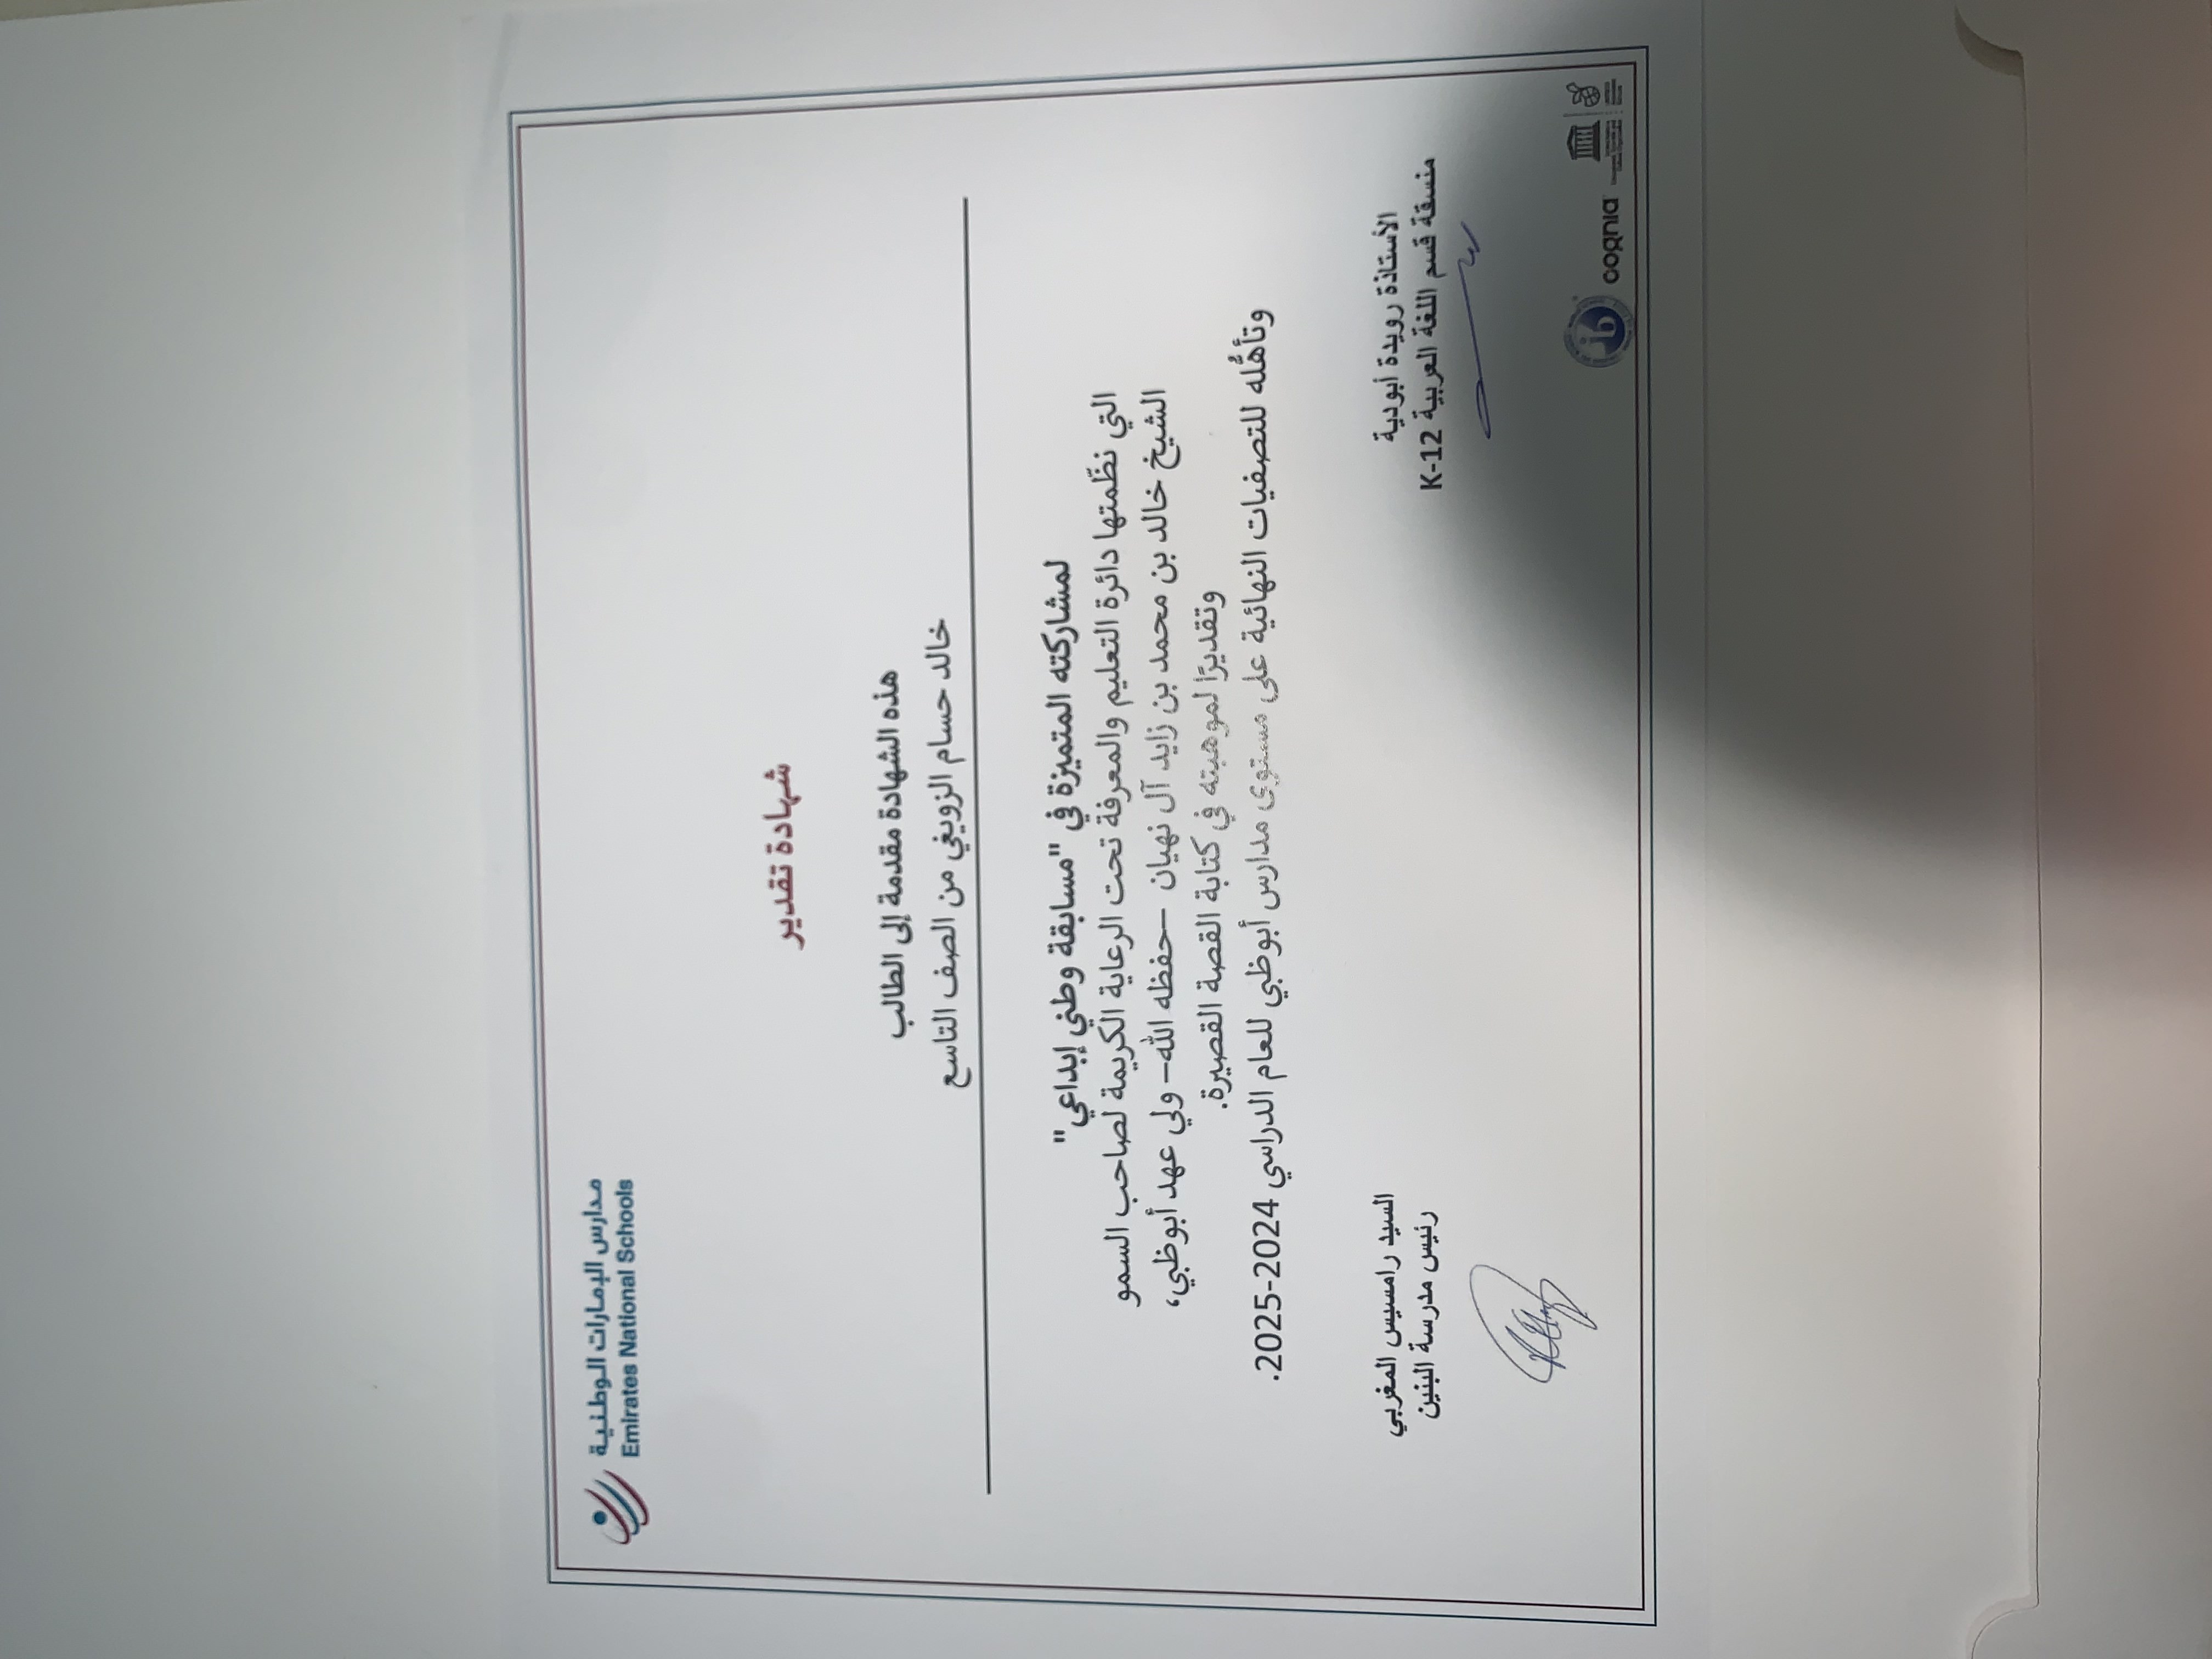 مدارس الإمارات الوطنية
Emirates National Schools
شهادة تقدير
هذه الشهادة مقدمة إلى الطالب
خالد حسام الزويغي من الصف التاسع
لمشاركته المتميزة في "مسابقة وطني إبداعي"
التي نظّمتها دائرة التعليم والمعرفة تحت الرعاية الكريمة لصاحب السمو
الشيخ خالد بن محمد بن زايد آل نهيان –حفظه الله– ولي عهد أبوظبي،
وتقديرًا لموهبته في كتابة القصة القصيرة.
وتأهُّله للتصفيات النهائية على مستوى مدارس أبوظبي للعام الدراسي 2024-2025.
الأستاذة رويدة أبودية
منسقة قسم اللغة العربية K-12
السيد رامسيس المغربي
رئيس مدرسة البنين
ib
cognia